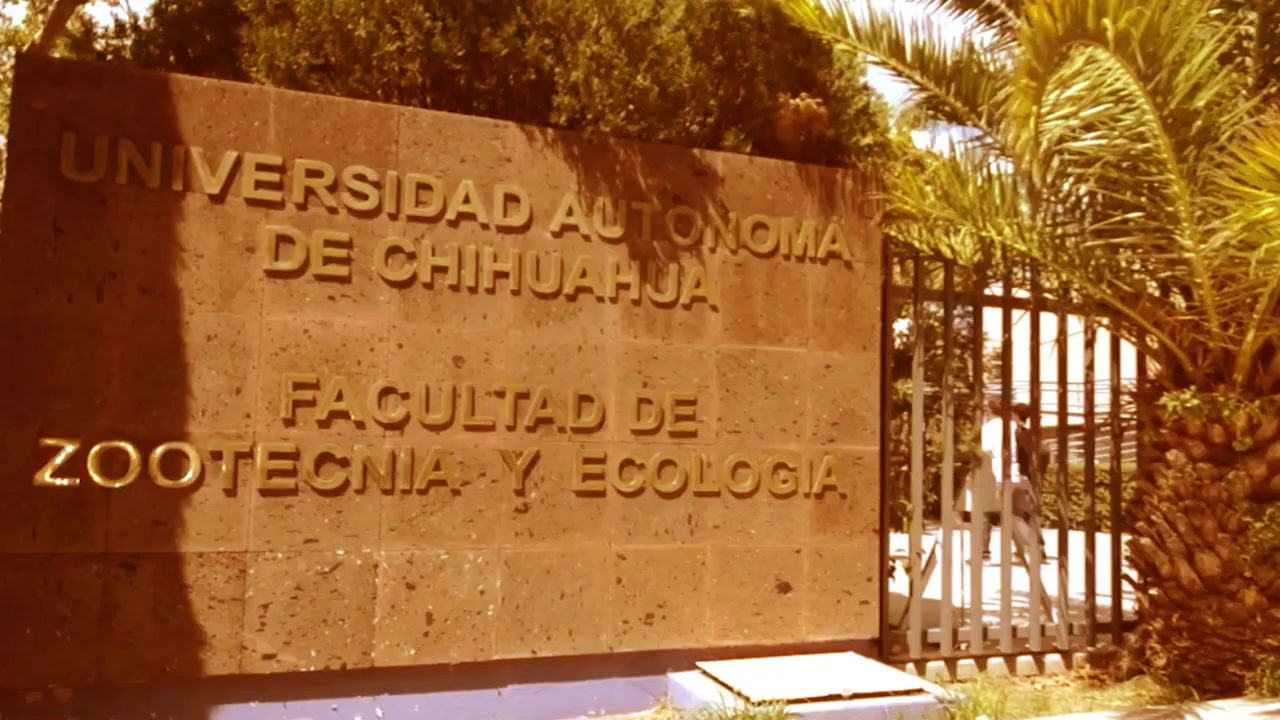 UNIVERSIDAD AUTONOMA
DE CHIHUAHUA
FACULTAD DE
ZOOTECNIA Y ECOLOGIA